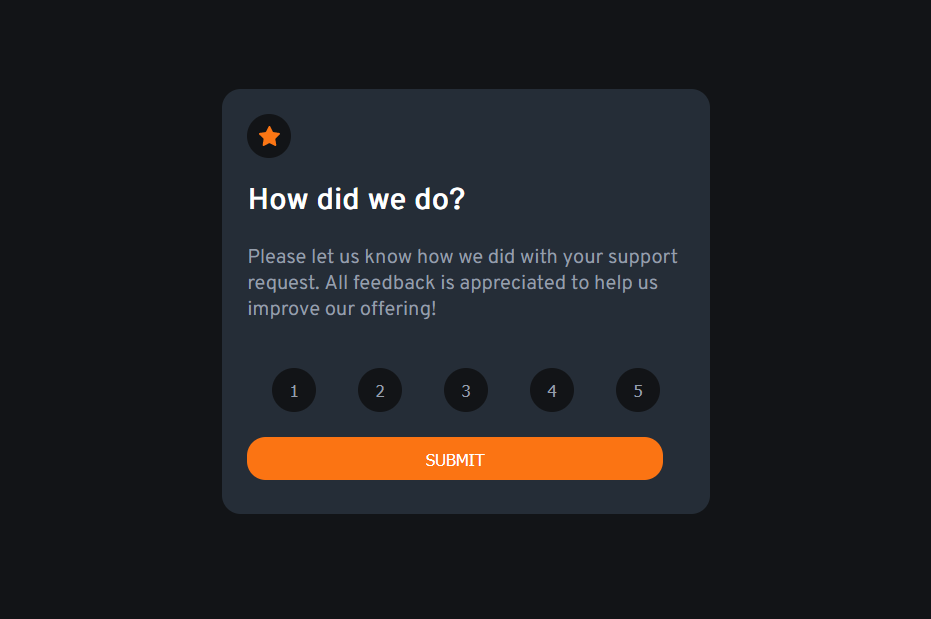 How did we do?
Please let us know how we did with your support
request. All feedback is appreciated to help us
improve our offering!
1 2 3 4 5
SUBMIT